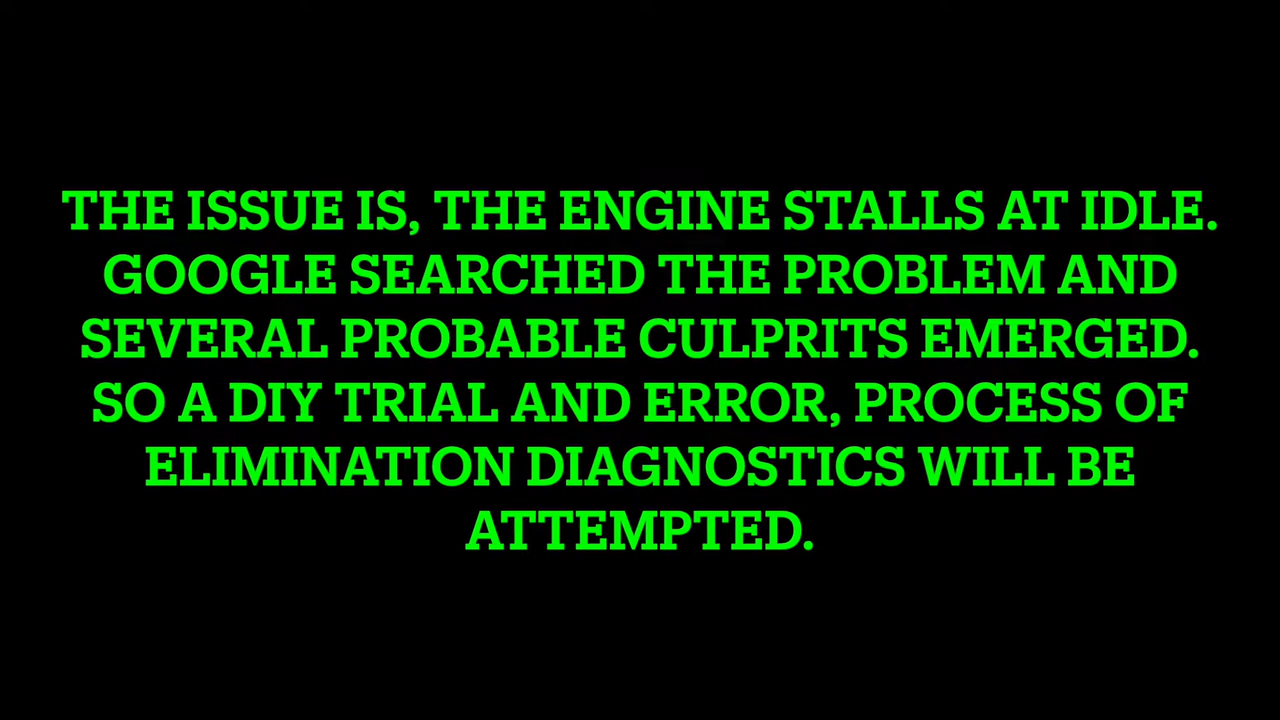 THE ISSUE IS, THE ENGINE STALLS AT IDLE.
GOOGLE SEARCHED THE PROBLEM AND
SEVERAL PROBABLE CULPRITS EMERGED.
SO A DIY TRIAL AND ERROR, PROCESS OF
ELIMINATION DIAGNOSTICS WILL BE
ATTEMPTED.